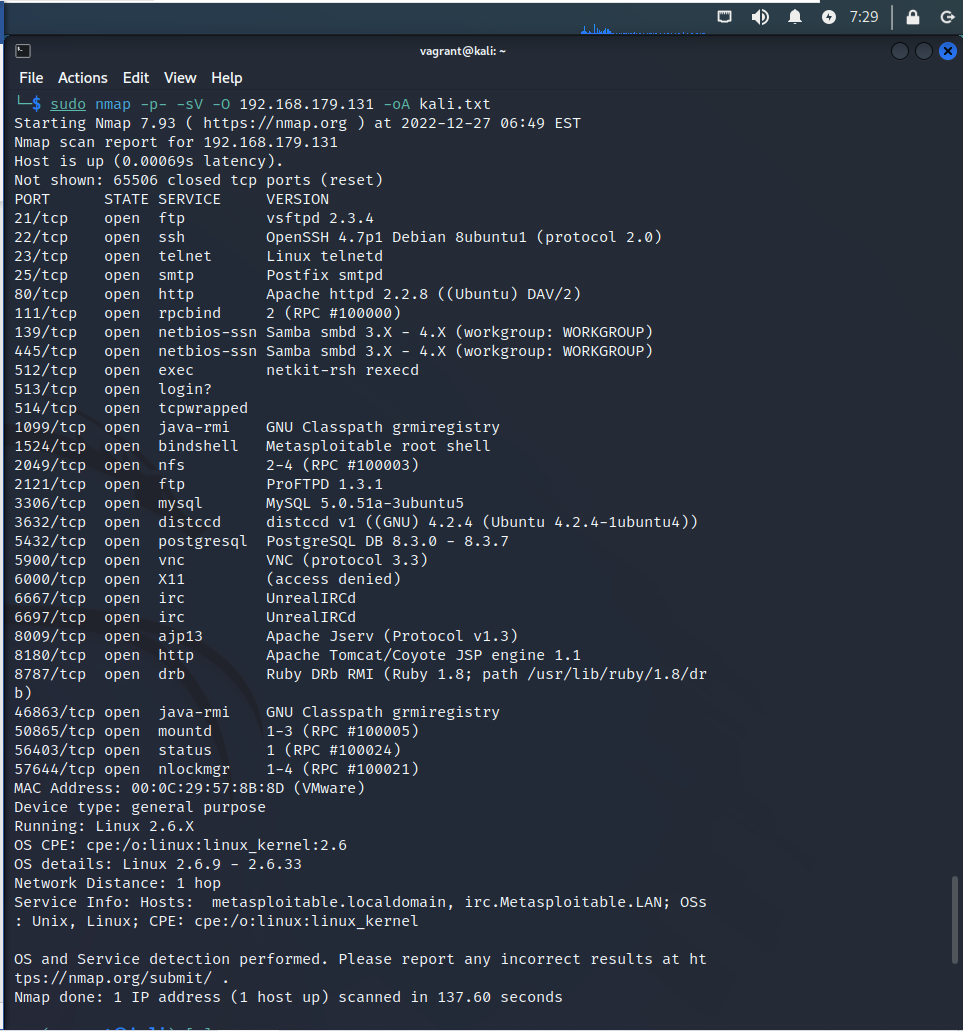 7:29
vagrant@kali: ~
File Actions Edit View Help
└─$ sudo nmap -p- -sV -O 192.168.179.131 -oA kali.txt
Starting Nmap 7.93 ( https://nmap.org ) at 2022-12-27 06:49 EST
Nmap scan report for 192.168.179.131
Host is up (0.00069s latency).
Not shown: 65506 closed tcp ports (reset)
PORT      STATE SERVICE     VERSION
21/tcp    open  ftp         vsftpd 2.3.4
22/tcp    open  ssh         OpenSSH 4.7p1 Debian 8ubuntu1 (protocol 2.0)
23/tcp    open  telnet      Linux telnetd
25/tcp    open  smtp        Postfix smtpd
80/tcp    open  http        Apache httpd 2.2.8 ((Ubuntu) DAV/2)
111/tcp   open  rpcbind     2 (RPC #100000)
139/tcp   open  netbios-ssn Samba smbd 3.X - 4.X (workgroup: WORKGROUP)
445/tcp   open  netbios-ssn Samba smbd 3.X - 4.X (workgroup: WORKGROUP)
512/tcp   open  exec        netkit-rsh rexecd
513/tcp   open  login?
514/tcp   open  tcpwrapped
1099/tcp  open  java-rmi    GNU Classpath grmiregistry
1524/tcp  open  bindshell   Metasploitable root shell
2049/tcp  open  nfs         2-4 (RPC #100003)
2121/tcp  open  ftp         ProFTPD 1.3.1
3306/tcp  open  mysql       MySQL 5.0.51a-3ubuntu5
3632/tcp  open  distccd     distccd v1 ((GNU) 4.2.4 (Ubuntu 4.2.4-1ubuntu4))
5432/tcp  open  postgresql  PostgreSQL DB 8.3.0 - 8.3.7
5900/tcp  open  vnc         VNC (protocol 3.3)
6000/tcp  open  X11         (access denied)
6667/tcp  open  irc         UnrealIRCd
6697/tcp  open  irc         UnrealIRCd
8009/tcp  open  ajp13       Apache Jserv (Protocol v1.3)
8180/tcp  open  http        Apache Tomcat/Coyote JSP engine 1.1
8787/tcp  open  drb         Ruby DRb RMI (Ruby 1.8; path /usr/lib/ruby/1.8/dr
b)
46863/tcp open  java-rmi    GNU Classpath grmiregistry
50865/tcp open  mountd      1-3 (RPC #100005)
56403/tcp open  status      1 (RPC #100024)
57644/tcp open  nlockmgr    1-4 (RPC #100021)
MAC Address: 00:0C:29:57:8B:8D (VMware)
Device type: general purpose
Running: Linux 2.6.X
OS CPE: cpe:/o:linux:linux_kernel:2.6
OS details: Linux 2.6.9 - 2.6.33
Network Distance: 1 hop
Service Info: Hosts:  metasploitable.localdomain, irc.Metasploitable.LAN; OSs
: Unix, Linux; CPE: cpe:/o:linux:linux_kernel
OS and Service detection performed. Please report any incorrect results at ht
tps://nmap.org/submit/ .
Nmap done: 1 IP address (1 host up) scanned in 137.60 seconds